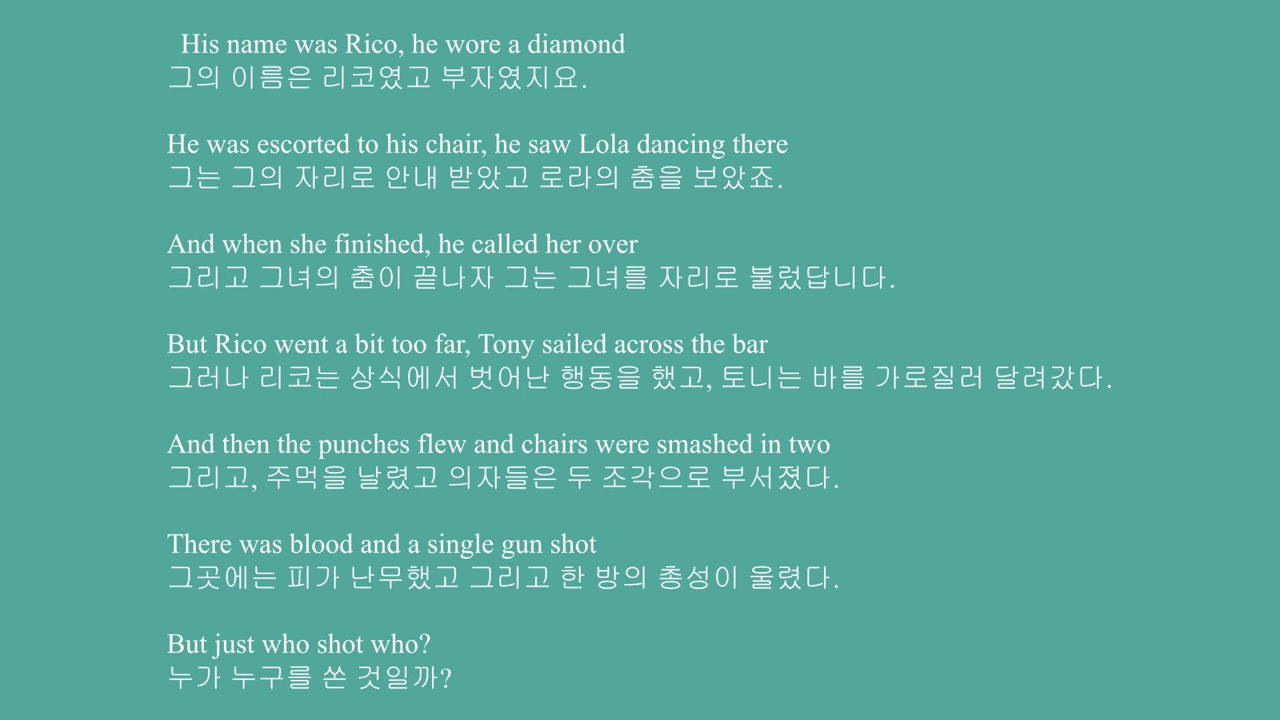 His name was Rico, he wore a diamond
그의 이름은 리코였고 부자였지요.
He was escorted to his chair, he saw Lola dancing there
그는 그의 자리로 안내 받았고 로라의 춤을 보았죠.
And when she finished, he called her over
그리고 그녀의 춤이 끝나자 그는 그녀를 자리로 불렀답니다.
But Rico went a bit too far, Tony sailed across the bar
그러나 리코는 상식에서 벗어난 행동을 했고, 토니는 바를 가로질러 달려갔다.
And then the punches flew and chairs were smashed in two
그리고, 주먹을 날렸고 의자들은 두 조각으로 부서졌다.
There was blood and a single gun shot
그곳에는 피가 난무했고 그리고 한 방의 총성이 울렸다.
But just who shot who?
누가 누구를 쏜 것일까?